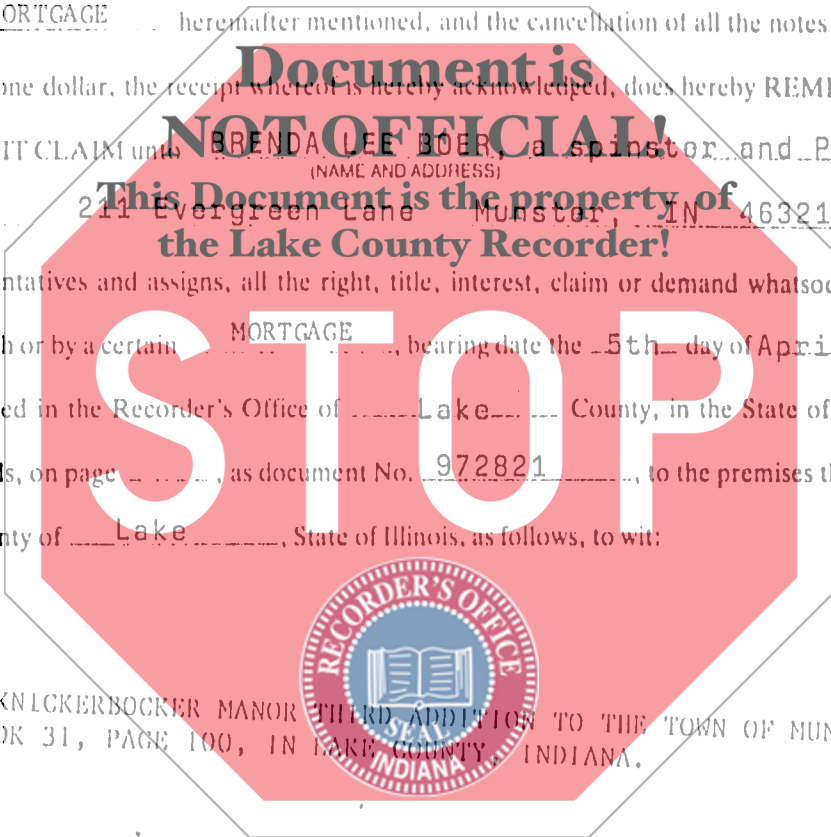 ORTGAGE hereinafter mentioned, and the cancellation of all the notes
one dollar, the receipt whereof is hereby acknowledged, does hereby REMI
Document is
IT CLAIM unto BRENDA LEE BOER, a spinster and P
NOT OFFICIAL!
(NAME AND ADDRESS)
This Document is the property of
211 Evergreen Lane Munster, IN 46321
the Lake County Recorder!
ntatives and assigns, all the right, title, interest, claim or demand whatsoe
h or by a certain MORTGAGE, bearing date the 5th day of Apri
STOP
ed in the Recorder's Office of Lake County, in the State of
ls, on page , as document No. 972821, to the premises th
nty of Lake, State of Illinois, as follows, to wit:
RECORDER'S OFFICE
SEAL
INDIANA
KNICKERBOCKER MANOR THIRD ADDITION TO THE TOWN OF MUN
OK 31, PAGE 100, IN LAKE COUNTY, INDIANA.